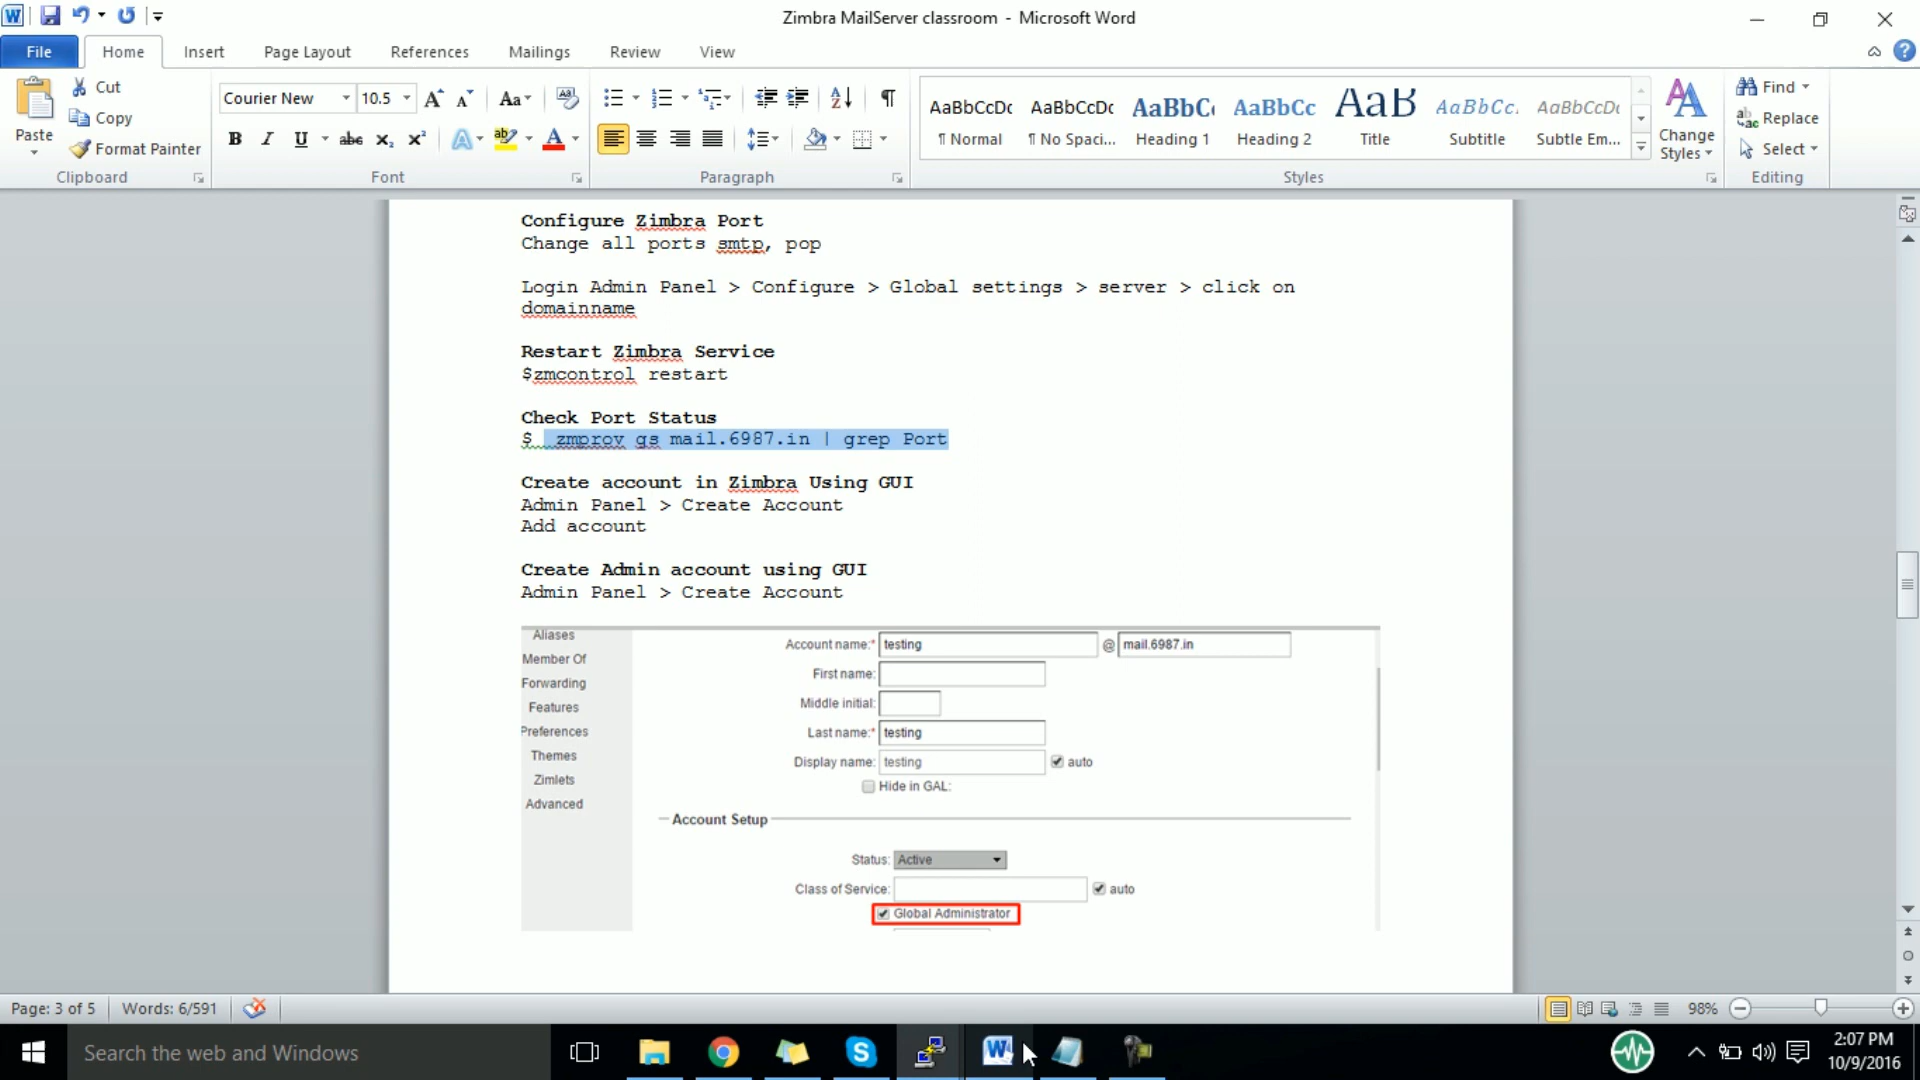 Zimbra MailServer classroom - Microsoft Word
File Home Insert Page Layout References Mailings Review View
Paste
Cut
Copy
Format Painter
Clipboard
Courier New 10.5
Font
Paragraph
AaBbCcDc AaBbCcDc AaBbC AaBbCc AaB AaBbCc. AaBbCcDc
¶ Normal ¶ No Spaci... Heading 1 Heading 2 Title Subtitle Subtle Em...
Styles
Change Styles
Find
Replace
Select
Editing
Configure Zimbra Port
Change all ports smtp, pop
Login Admin Panel > Configure > Global settings > server > click on
domainname
Restart Zimbra Service
$zmcontrol restart
Check Port Status
$ zmprov gs mail.6987.in | grep Port
Create account in Zimbra Using GUI
Admin Panel > Create Account
Add account
Create Admin account using GUI
Admin Panel > Create Account
Aliases
Member Of
Forwarding
Features
Preferences
Themes
Zimlets
Advanced
Account name:* testing @ mail.6987.in
First name:
Middle initial:
Last name:* testing
Display name: testing auto
Hide in GAL:
Account Setup
Status: Active
Class of Service: auto
Global Administrator
Page: 3 of 5 Words: 6/591 98%
Search the web and Windows
2:07 PM
10/9/2016